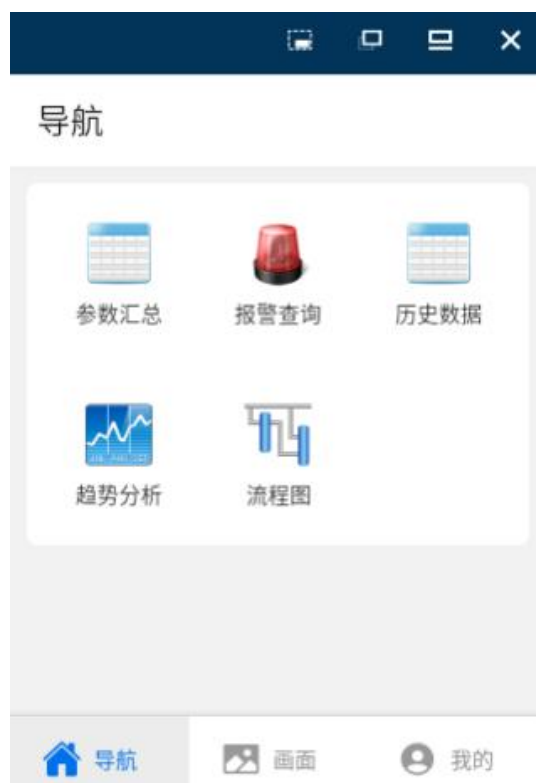 导航
参数汇总 报警查询 历史数据
趋势分析 流程图
导航 画面 我的